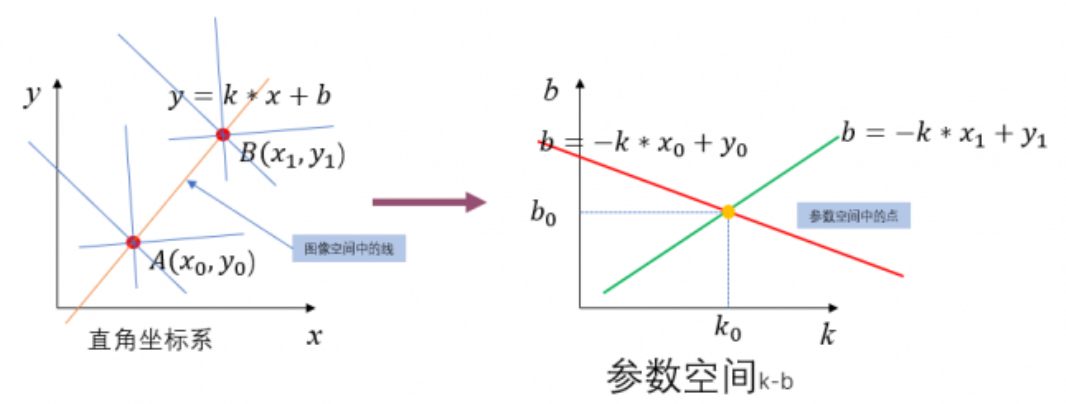 y
y = k * x + b
B(x₁, y₁)
图像空间中的线
A(x₀, y₀)
直角坐标系
x
b
b = −k * x₀ + y₀
b = −k * x₁ + y₁
b₀
参数空间中的点
k₀
k
参数空间k-b